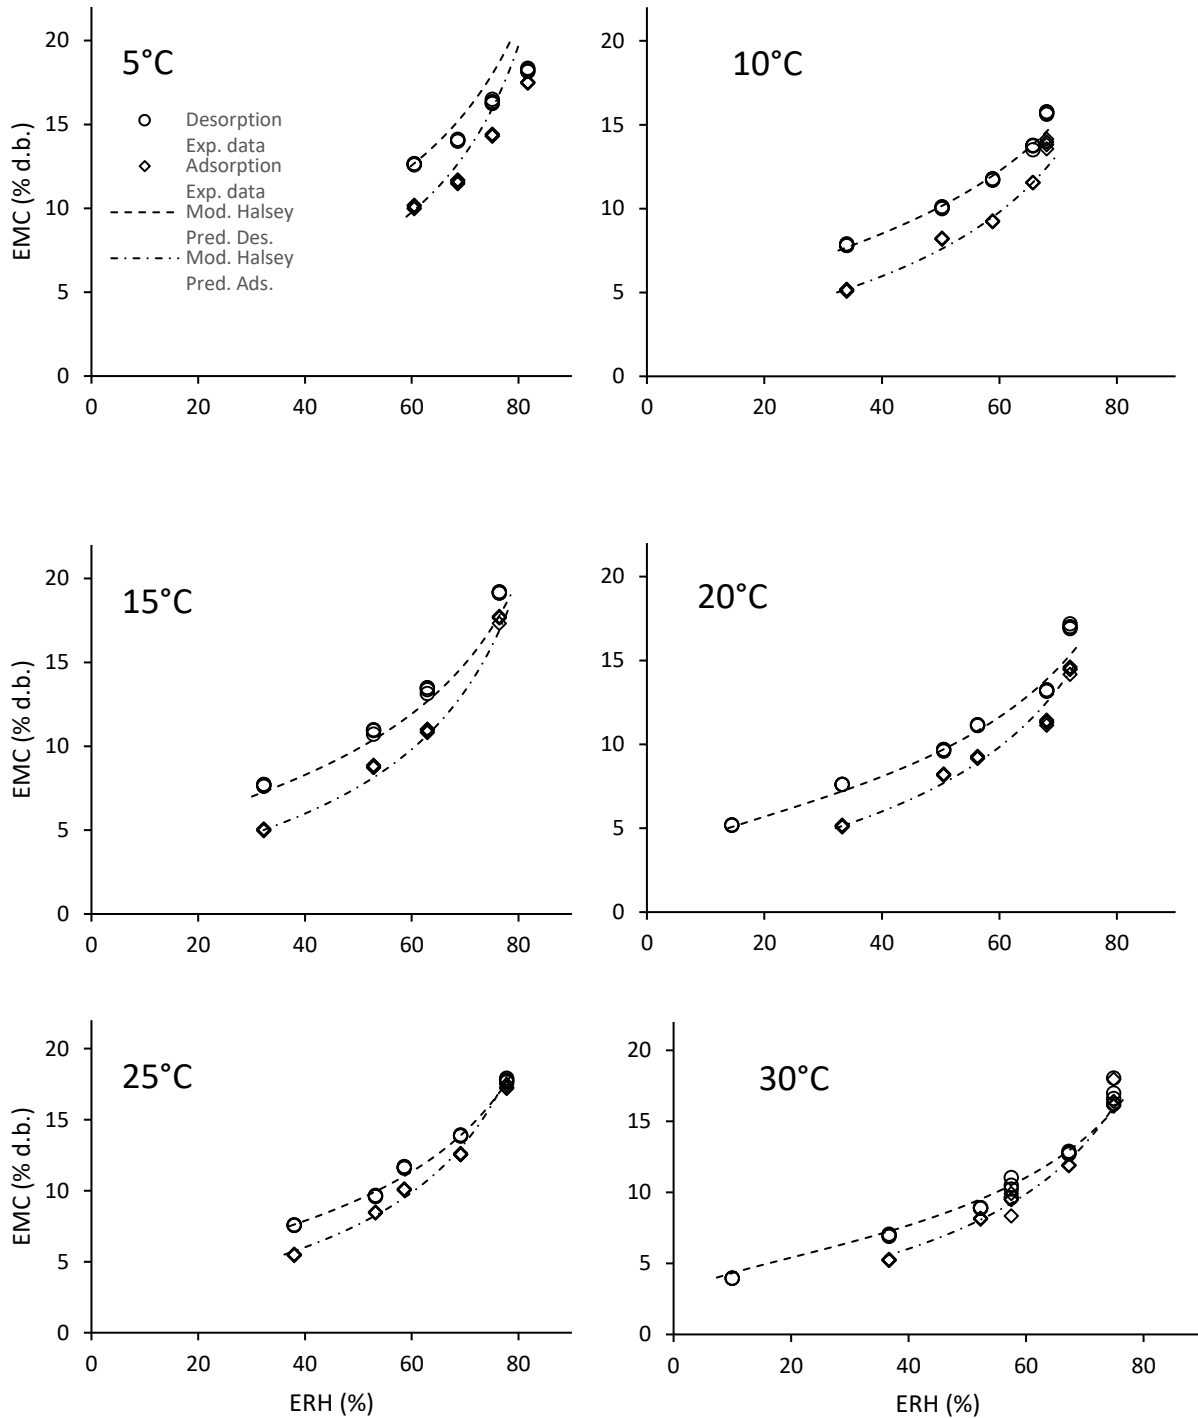 5°C
20
15
10
5
0
EMC (% d.b.)
Desorption
Exp. data
Adsorption
Exp. data
Mod. Halsey
Pred. Des.
Mod. Halsey
Pred. Ads.
0 20 40 60 80
10°C
20
15
10
5
0
0 20 40 60 80
15°C
20
15
10
5
0
EMC (% d.b.)
0 20 40 60 80
20°C
20
15
10
5
0
0 20 40 60 80
25°C
20
15
10
5
0
EMC (% d.b.)
0 20 40 60 80
ERH (%)
30°C
20
15
10
5
0
0 20 40 60 80
ERH (%)